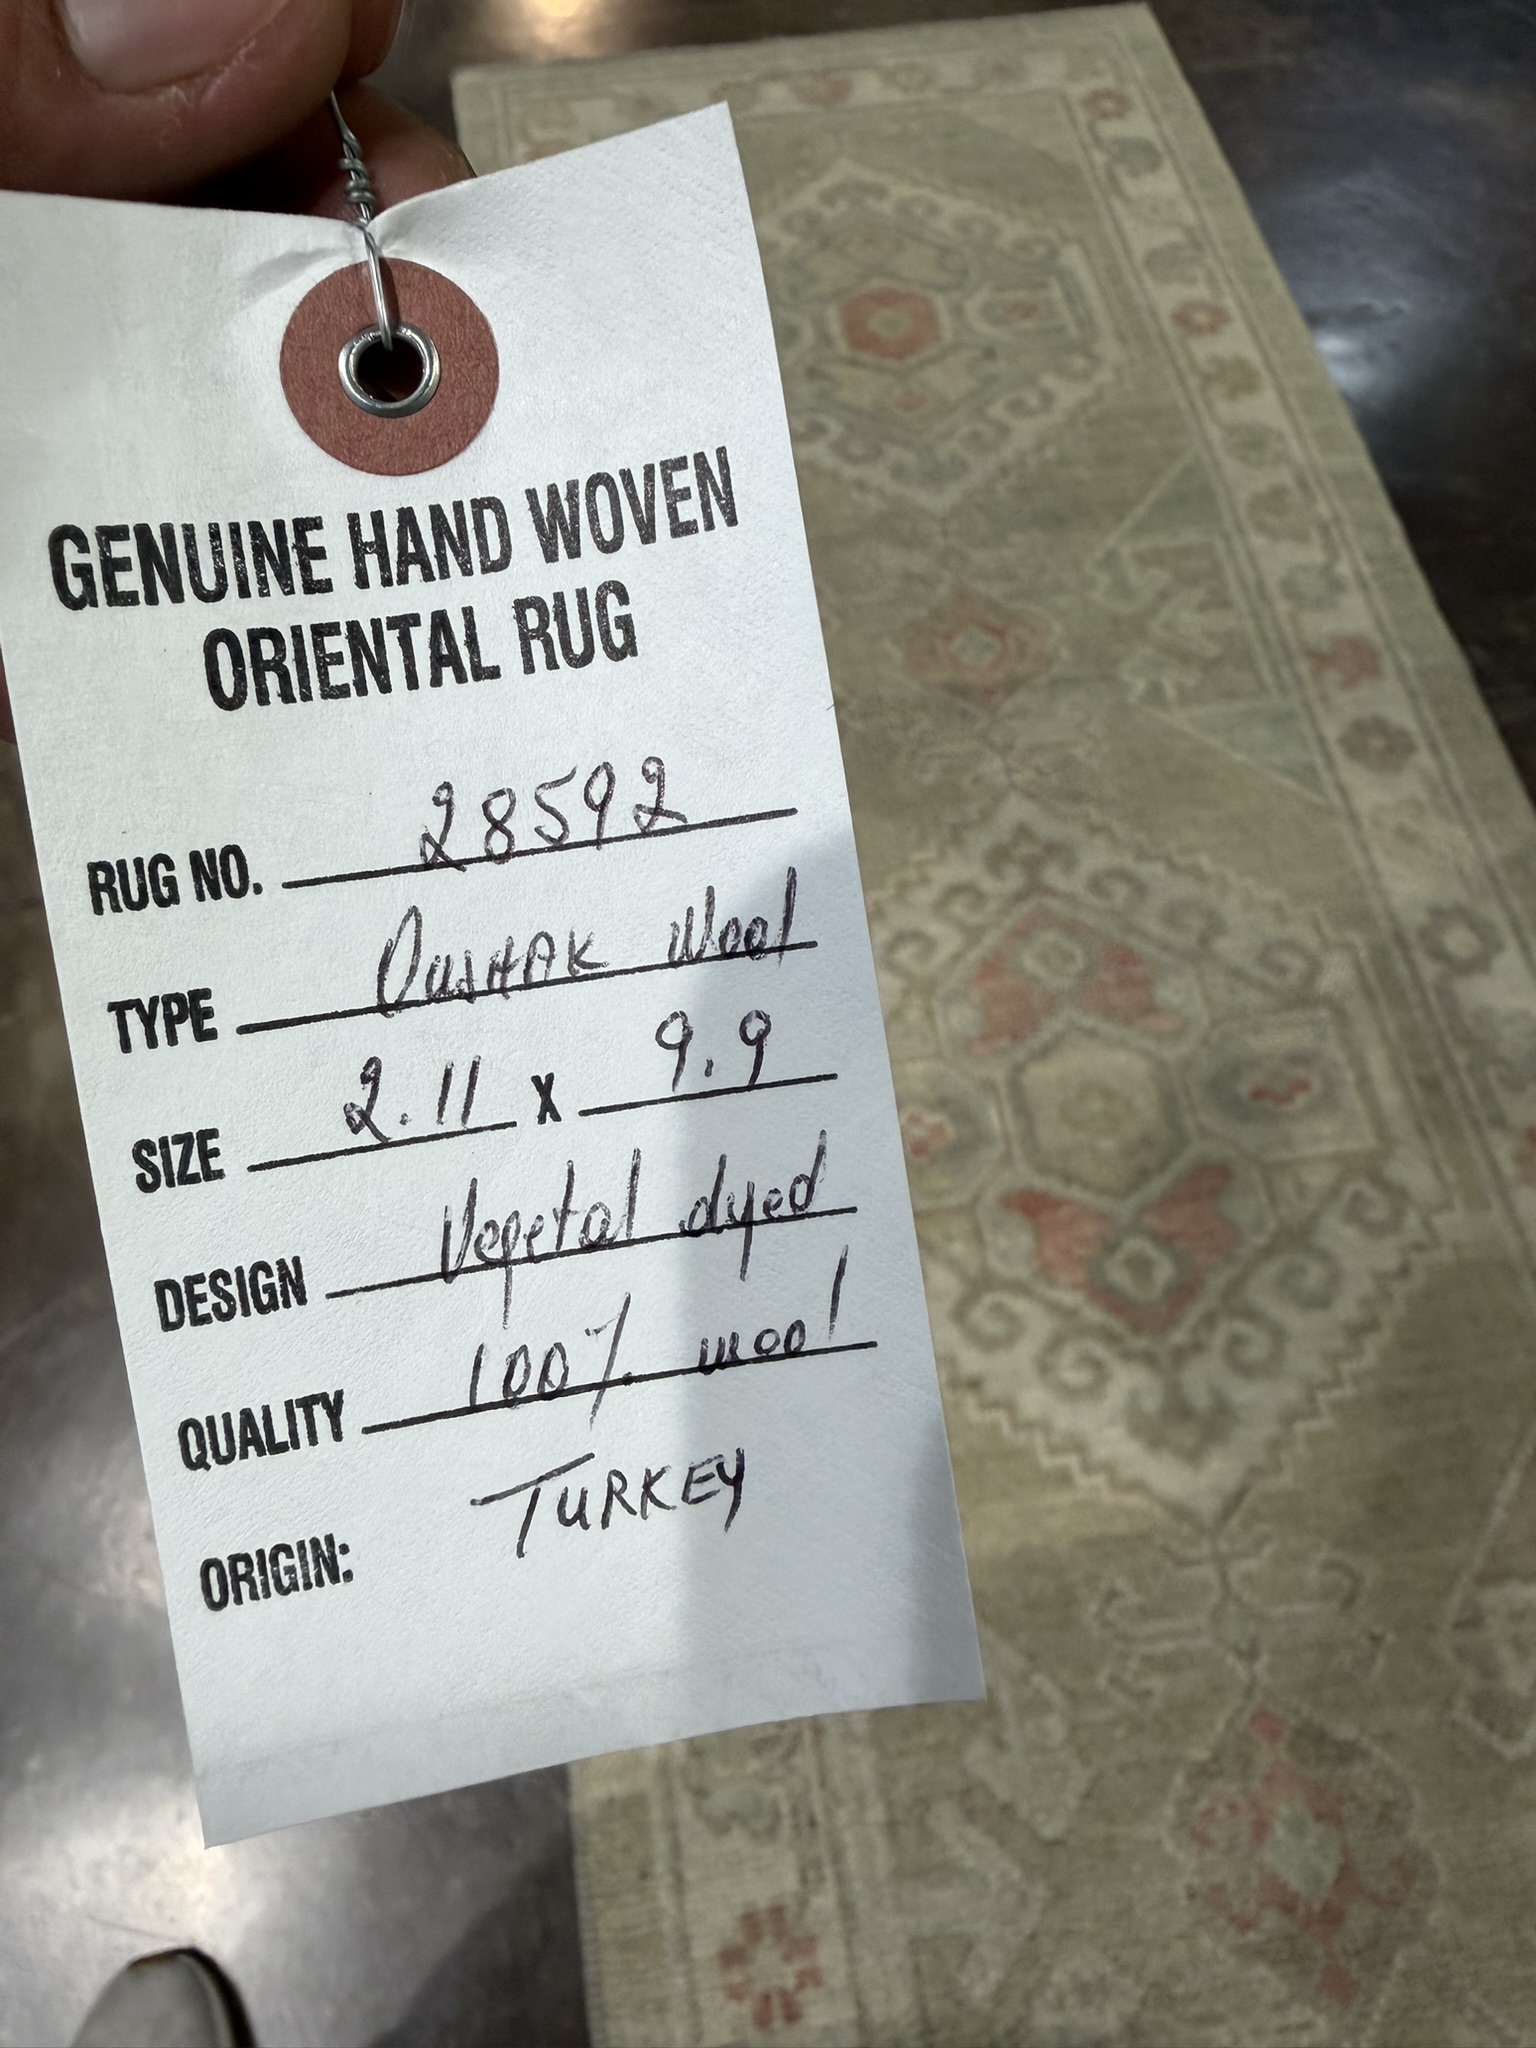 GENUINE HAND WOVEN
ORIENTAL RUG
RUG NO. 28592
TYPE OUSHAK Wool
SIZE 2.11 X 9.9
DESIGN Vegetal dyed
QUALITY 100% wool
ORIGIN: TURKEY